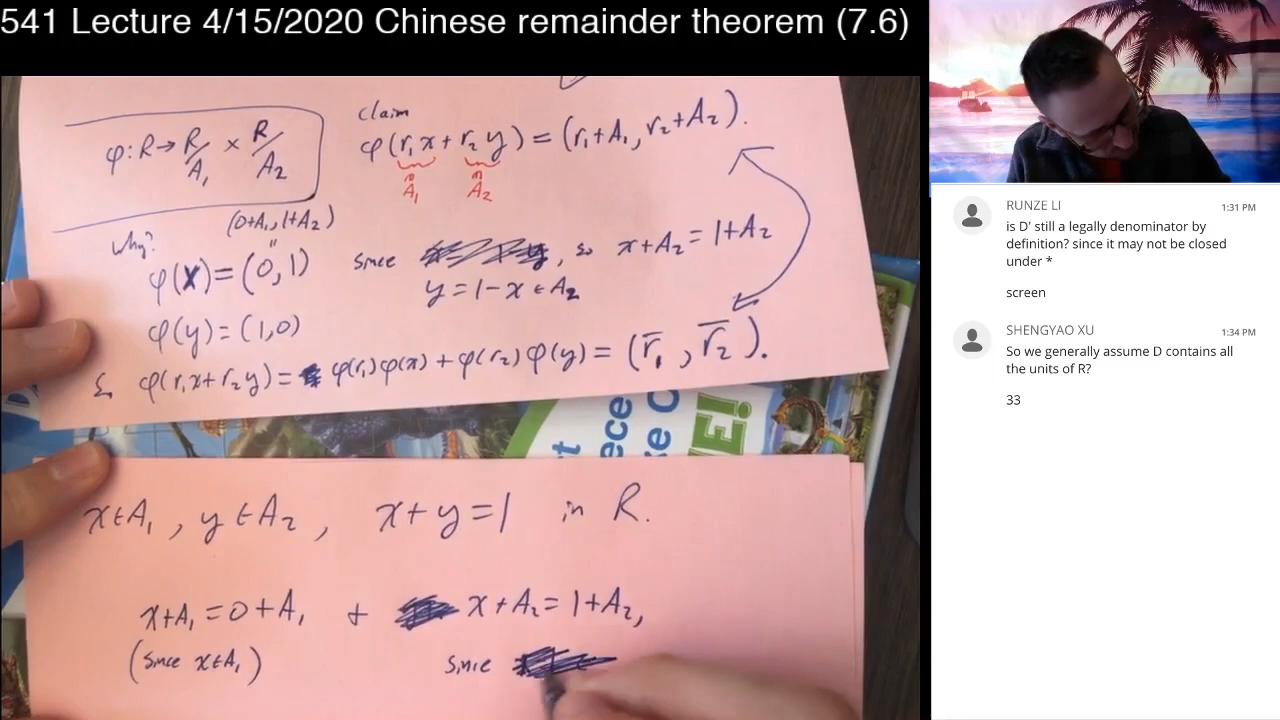 541 Lecture 4/15/2020 Chinese remainder theorem (7.6)
φ: R → R/A₁ × R/A₂
claim
φ(r₁x + r₂y) = (r₁+A₁, r₂+A₂).
A₁ A₂
(0+A₁, 1+A₂)
Why?
φ(x) = (0,1) since , so x+A₂ = 1+A₂
y = 1-x ∈ A₂
φ(y) = (1,0)
So φ(r₁x+r₂y) = φ(r₁)φ(x) + φ(r₂)φ(y) = (r̄₁, r̄₂).
ece
E!
x∈A₁, y∈A₂, x+y=1 in R.
x+A₁ = 0+A₁ + x+A₂ = 1+A₂,
(since x∈A₁) since
RUNZE LI 1:31 PM
is D' still a legally denominator by
definition? since it may not be closed
under *
screen
SHENGYAO XU 1:34 PM
So we generally assume D contains all
the units of R?
33